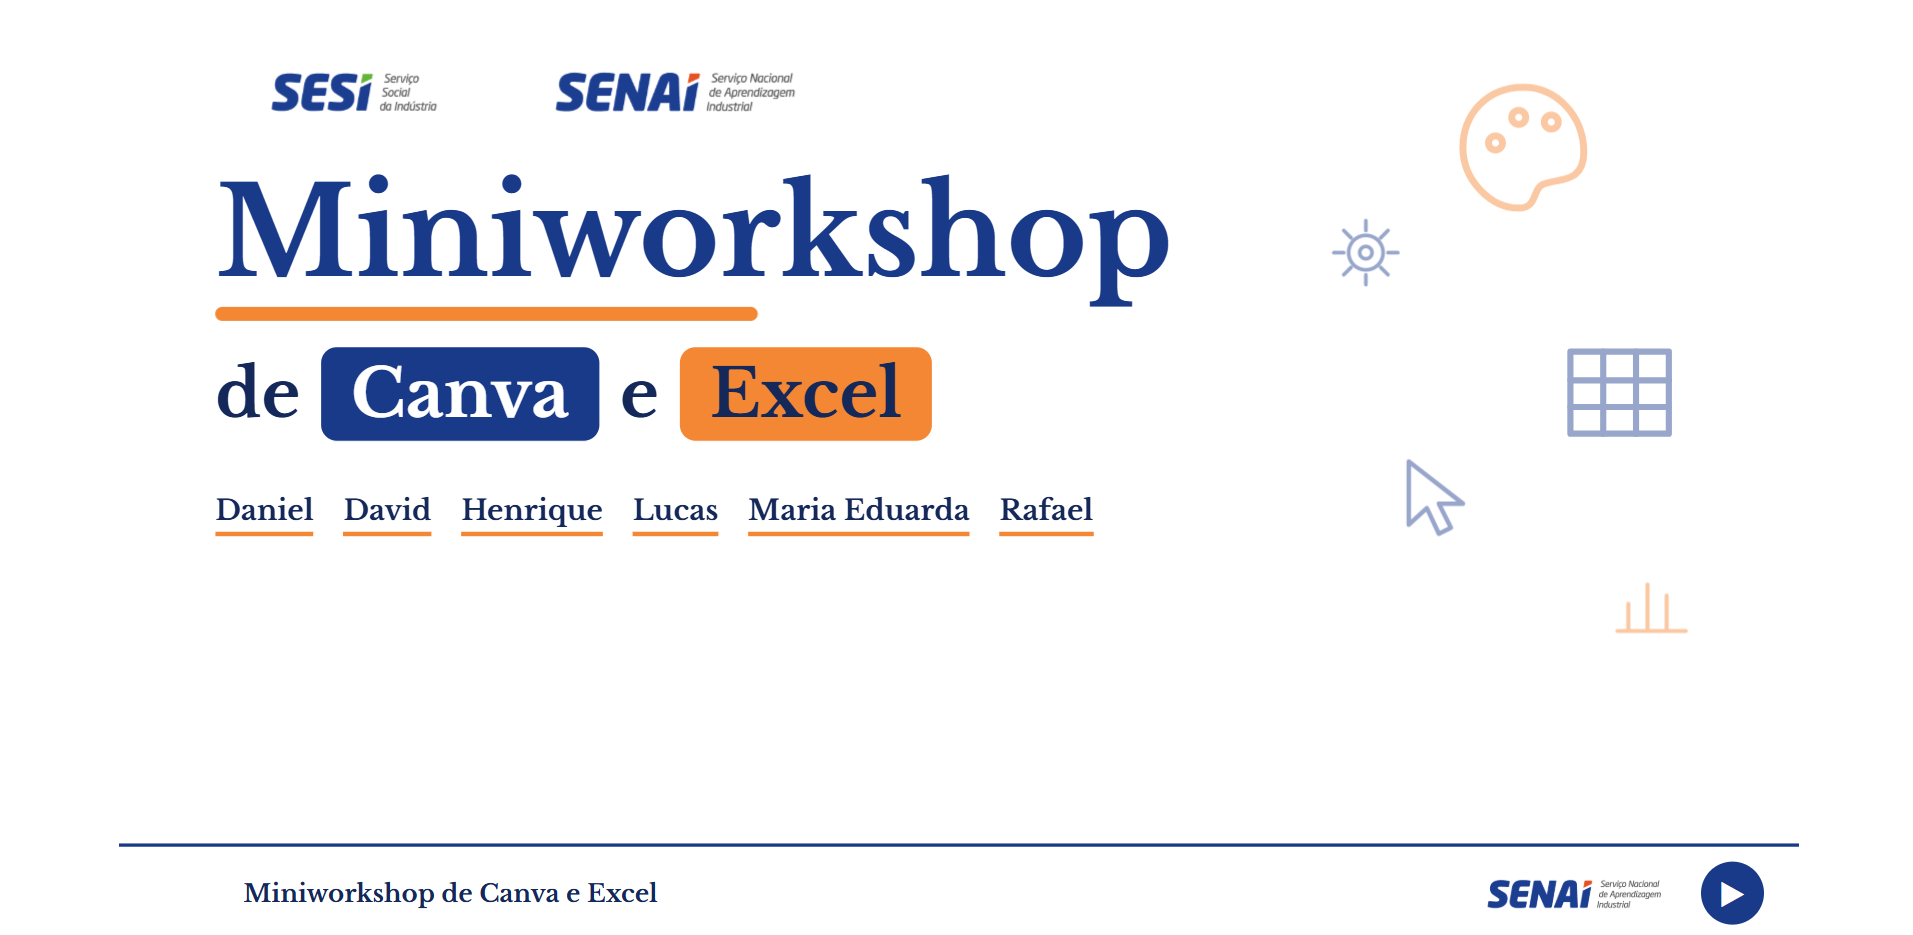 SESI Serviço
Social
da Indústria
SENAI Serviço Nacional
de Aprendizagem
Industrial
Miniworkshop
de Canva e Excel
Daniel David Henrique Lucas Maria Eduarda Rafael
Miniworkshop de Canva e Excel
SENAI Serviço Nacional
de Aprendizagem
Industrial